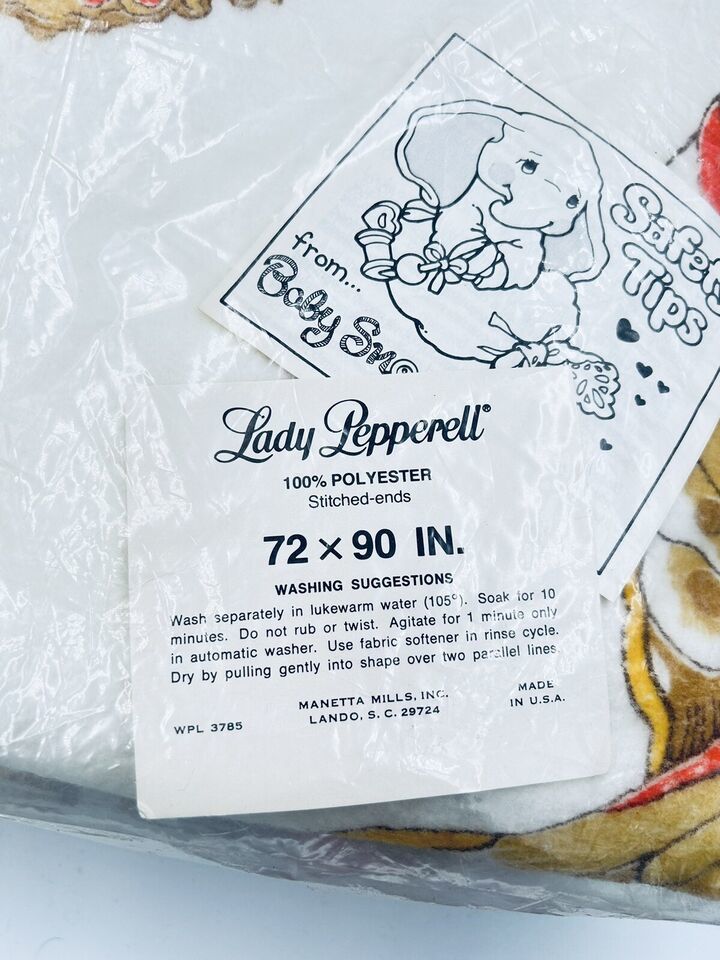 from...
Baby
Safety
Tips
Lady Pepperell®
100% POLYESTER
Stitched-ends
72 × 90 IN.
WASHING SUGGESTIONS
Wash separately in lukewarm water (105°). Soak for 10
minutes. Do not rub or twist. Agitate for 1 minute only
in automatic washer. Use fabric softener in rinse cycle.
Dry by pulling gently into shape over two parallel lines.
MANETTA MILLS, INC.
LANDO, S. C. 29724
MADE
IN U.S.A.
WPL 3785